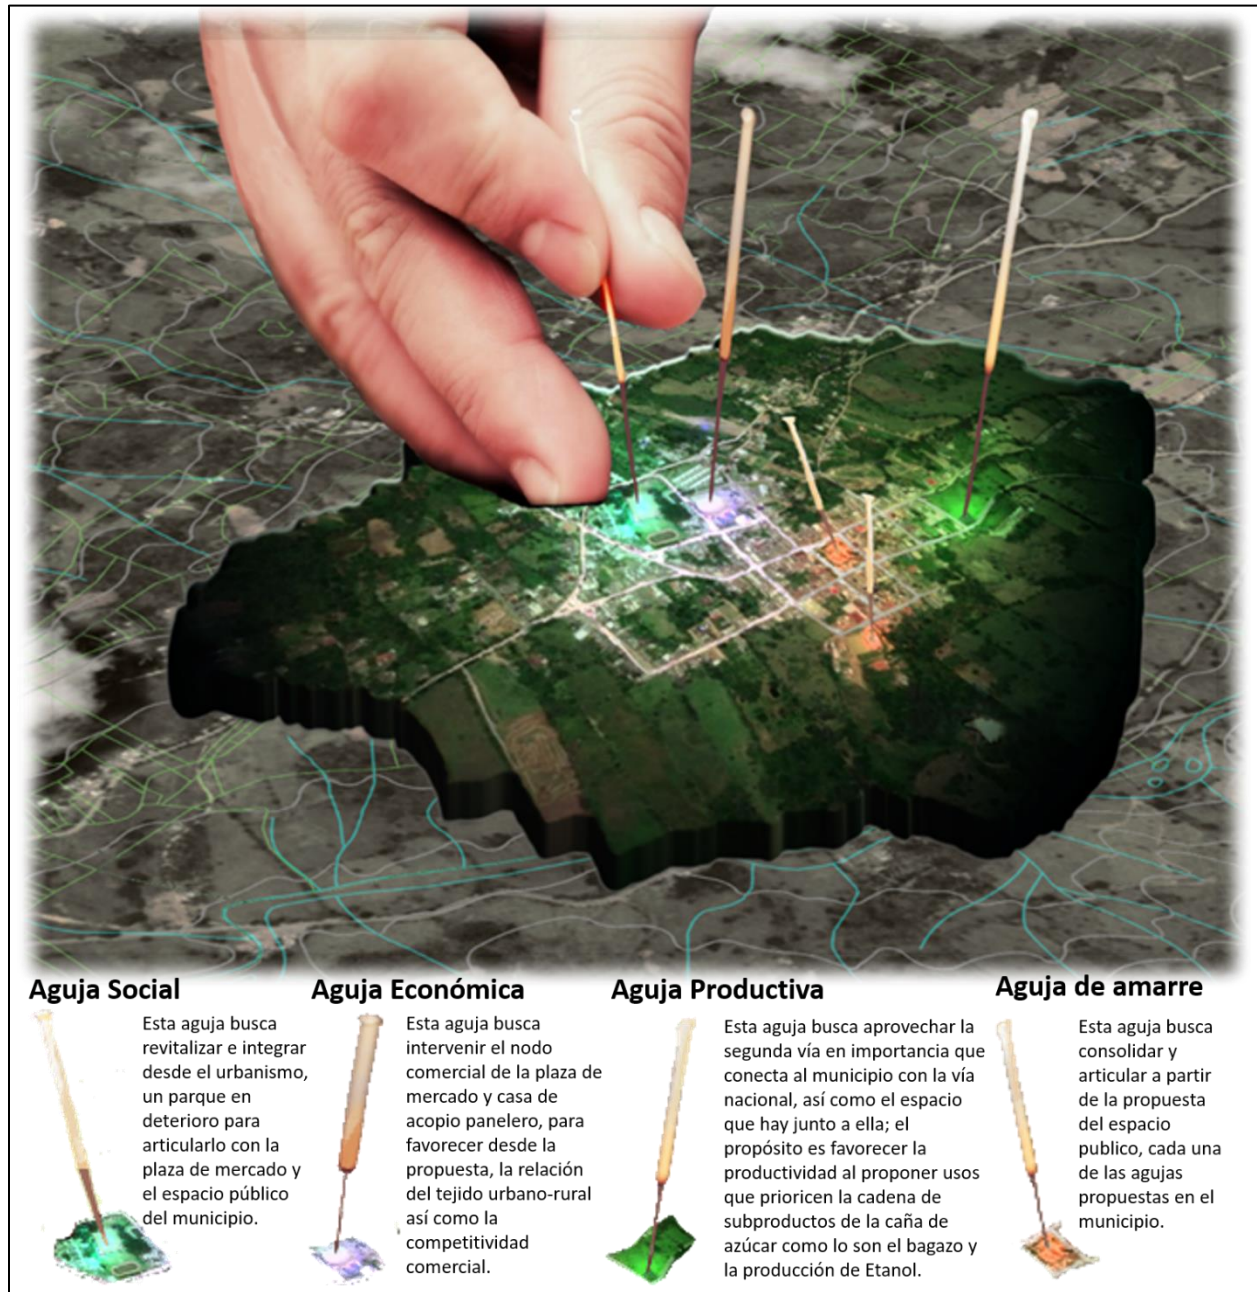 Aguja Social
Esta aguja busca
revitalizar e integrar
desde el urbanismo,
un parque en
deterioro para
articularlo con la
plaza de mercado y
el espacio público
del municipio.
Aguja Económica
Esta aguja busca
intervenir el nodo
comercial de la plaza de
mercado y casa de
acopio panelero, para
favorecer desde la
propuesta, la relación
del tejido urbano-rural
así como la
competitividad
comercial.
Aguja Productiva
Esta aguja busca aprovechar la
segunda vía en importancia que
conecta al municipio con la vía
nacional, así como el espacio
que hay junto a ella; el
propósito es favorecer la
productividad al proponer usos
que prioricen la cadena de
subproductos de la caña de
azúcar como lo son el bagazo y
la producción de Etanol.
Aguja de amarre
Esta aguja busca
consolidar y
articular a partir
de la propuesta
del espacio
publico, cada una
de las agujas
propuestas en el
municipio.